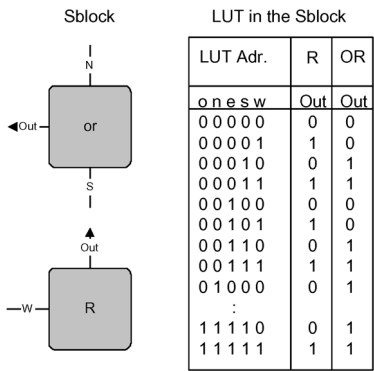 Sblock
N
◄Out
or
S
Out
W
R
LUT in the Sblock
LUT Adr. R OR
o n e s w Out Out
0 0 0 0 0 0 0
0 0 0 0 1 1 0
0 0 0 1 0 0 1
0 0 0 1 1 1 1
0 0 1 0 0 0 0
0 0 1 0 1 1 0
0 0 1 1 0 0 1
0 0 1 1 1 1 1
0 1 0 0 0 0 1
:
1 1 1 1 0 0 1
1 1 1 1 1 1 1